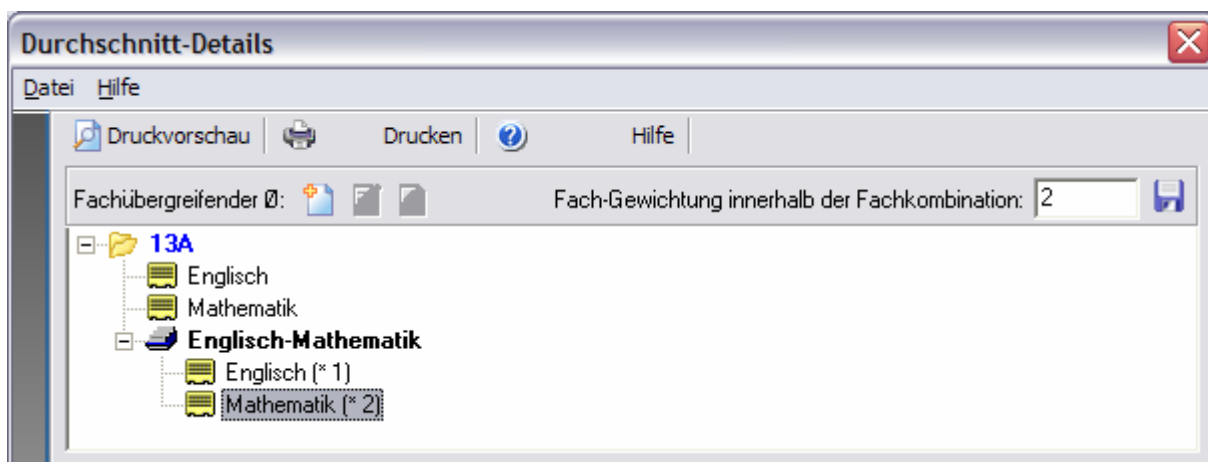 Durchschnitt-Details
Datei Hilfe
Druckvorschau Drucken Hilfe
Fachübergreifender Ø: Fach-Gewichtung innerhalb der Fachkombination: 2
13A
Englisch
Mathematik
Englisch-Mathematik
Englisch (* 1)
Mathematik (* 2)